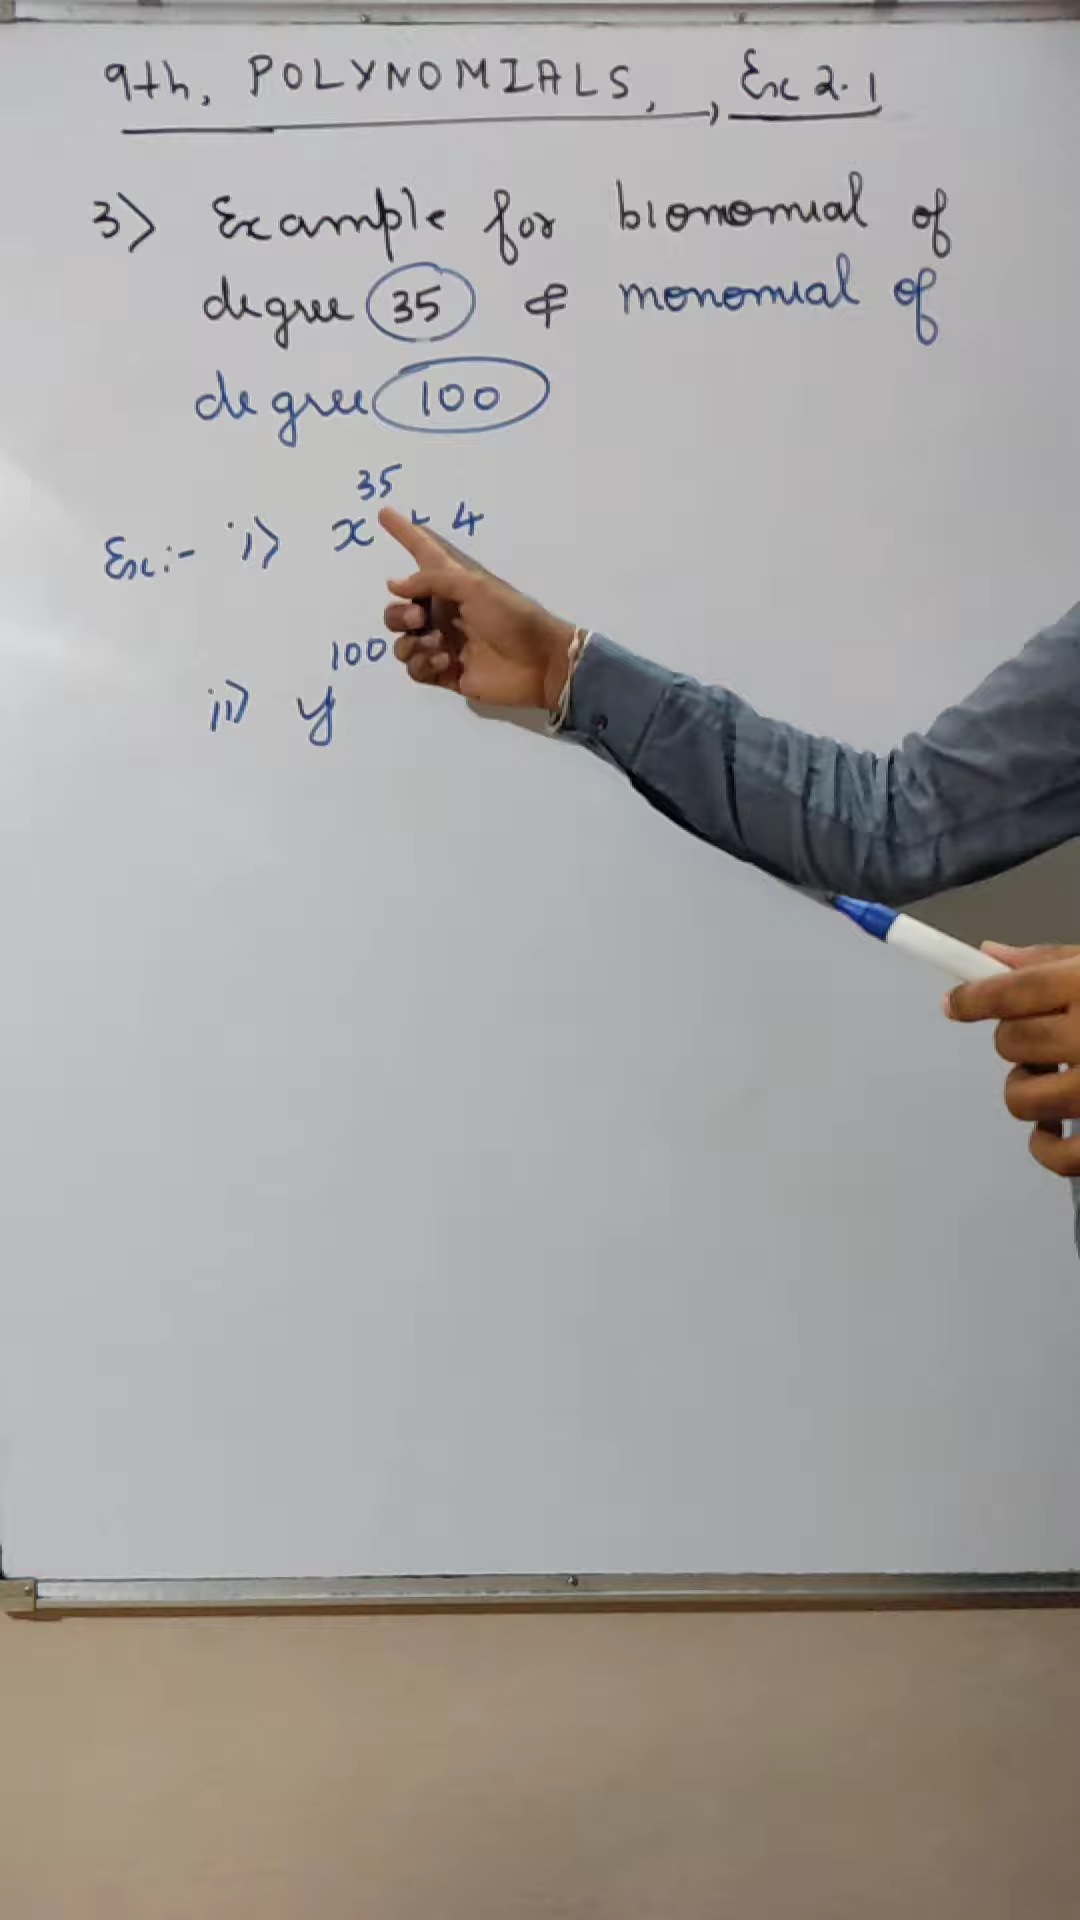 9th, POLYNOMIALS, Ex 2.1
3) Example for bionomial of
degree 35 & monomial of
degree 100
Ex:- i) x³⁵ + 4
ii) y¹⁰⁰